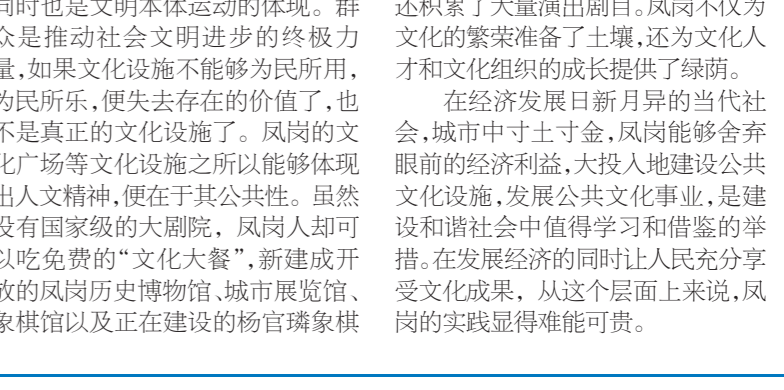 同时也是文明本体运动的体现。群
众是推动社会文明进步的终极力
量,如果文化设施不能够为民所用,
为民所乐,便失去存在的价值了,也
不是真正的文化设施了。凤岗的文
化广场等文化设施之所以能够体现
出人文精神,便在于其公共性。虽然
没有国家级的大剧院,凤岗人却可
以吃免费的“文化大餐”,新建成开
放的凤岗历史博物馆、城市展览馆、
象棋馆以及正在建设的杨官璘象棋
还积累了大量演出剧目。凤岗不仅为
文化的繁荣准备了土壤,还为文化人
才和文化组织的成长提供了绿荫。
在经济发展日新月异的当代社
会,城市中寸土寸金,凤岗能够舍弃
眼前的经济利益,大投入地建设公共
文化设施,发展公共文化事业,是建
设和谐社会中值得学习和借鉴的举
措。在发展经济的同时让人民充分享
受文化成果,从这个层面上来说,凤
岗的实践显得难能可贵。